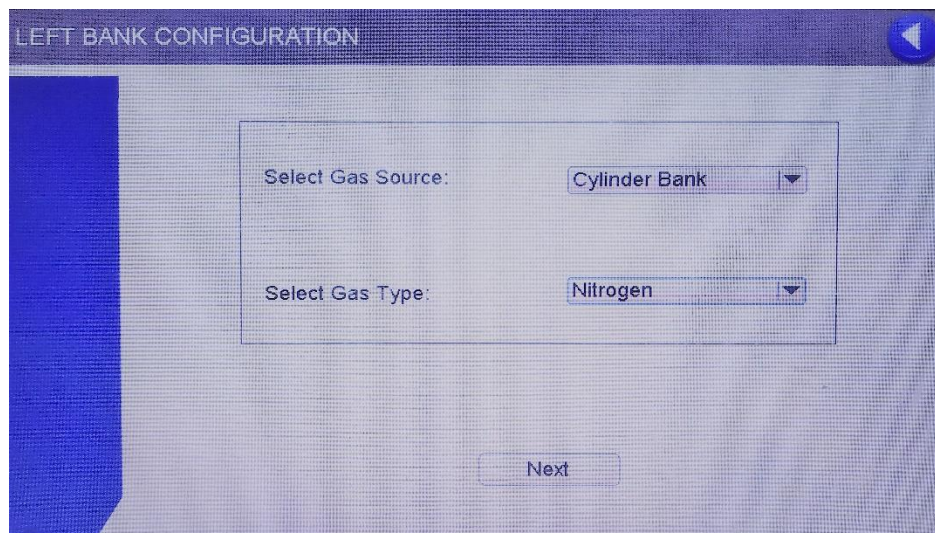 LEFT BANK CONFIGURATION
Select Gas Source: Cylinder Bank
Select Gas Type: Nitrogen
Next